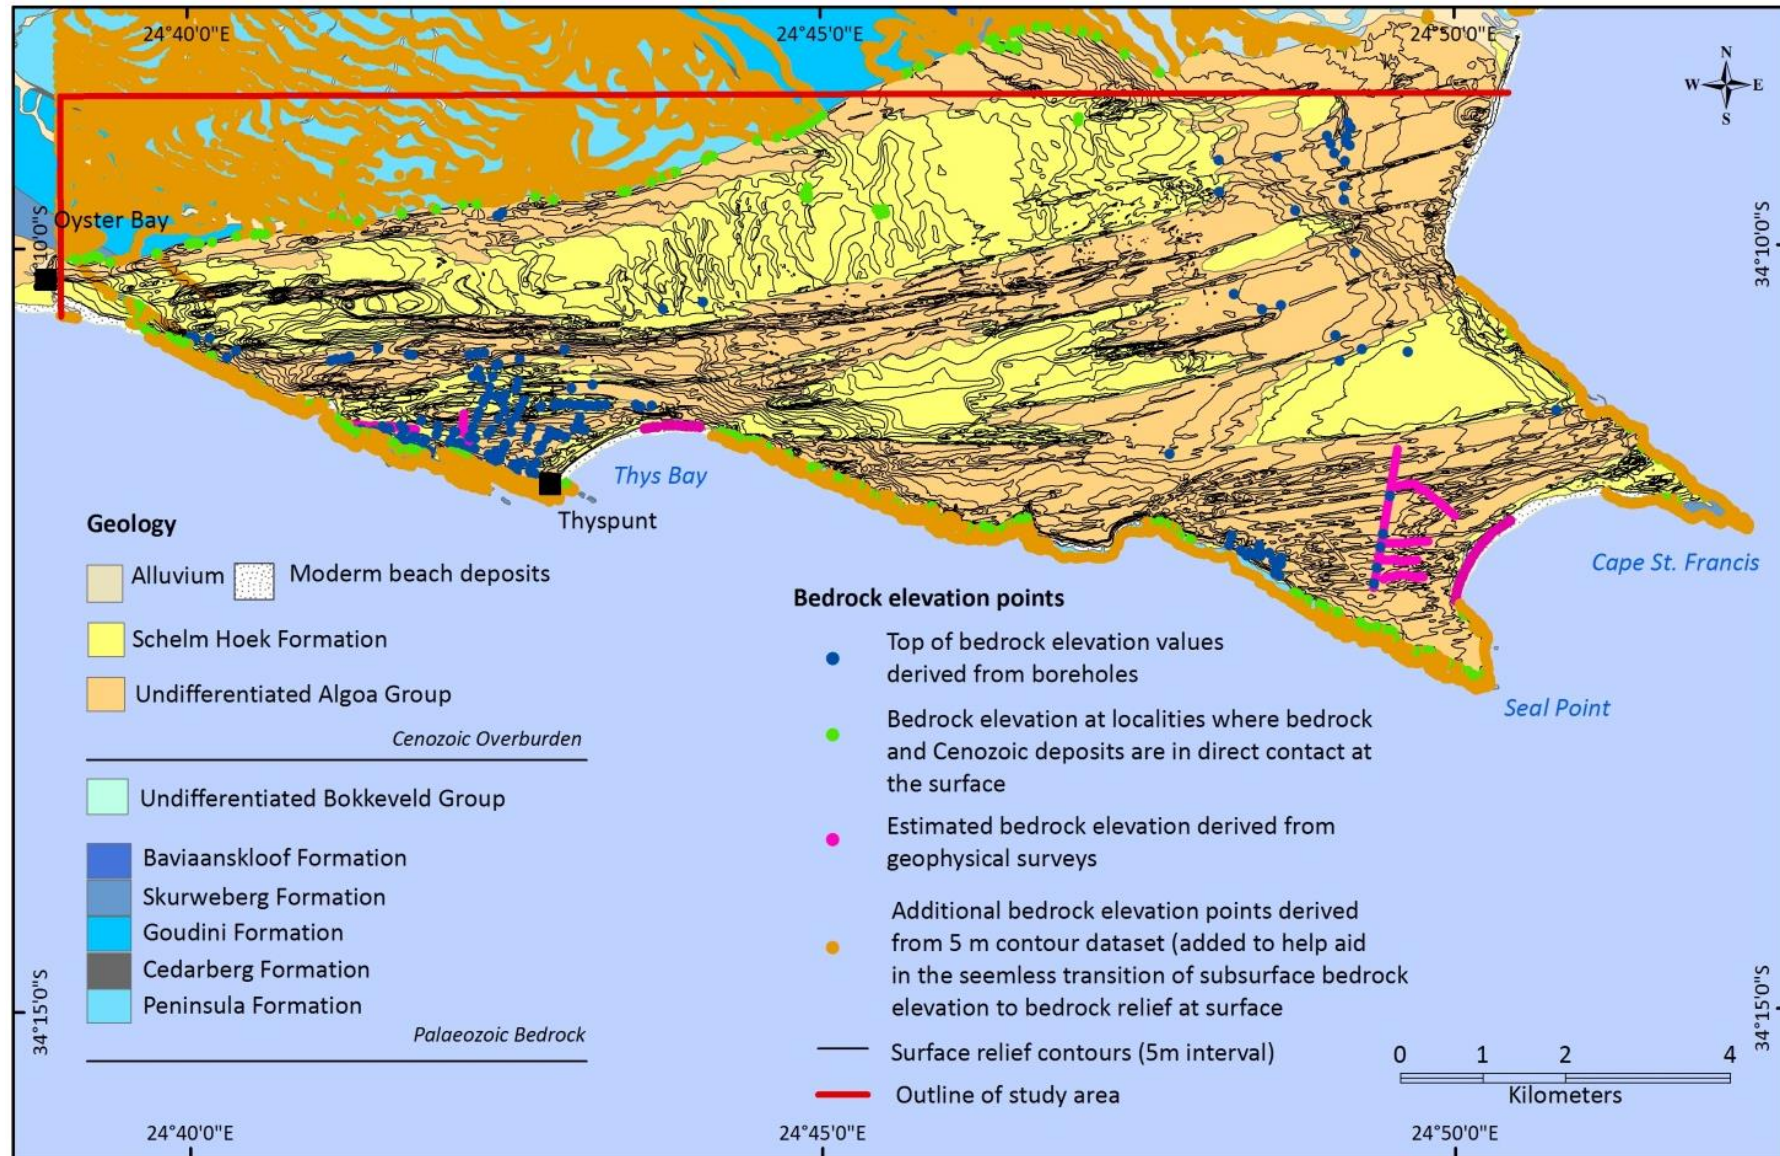 24°40'0"E
24°45'0"E
24°50'0"E
N
W E
S
Oyster Bay
10'0"S
34°10'0"S
Thys Bay
Thyspunt
Cape St. Francis
Seal Point
Geology
Alluvium
Moderm beach deposits
Schelm Hoek Formation
Undifferentiated Algoa Group
Cenozoic Overburden
Undifferentiated Bokkeveld Group
Baviaanskloof Formation
Skurweberg Formation
Goudini Formation
Cedarberg Formation
Peninsula Formation
Palaeozoic Bedrock
Bedrock elevation points
Top of bedrock elevation values
derived from boreholes
Bedrock elevation at localities where bedrock
and Cenozoic deposits are in direct contact at
the surface
Estimated bedrock elevation derived from
geophysical surveys
Additional bedrock elevation points derived
from 5 m contour dataset (added to help aid
in the seemless transition of subsurface bedrock
elevation to bedrock relief at surface
Surface relief contours (5m interval)
Outline of study area
0 1 2 4
Kilometers
34°15'0"S
34°15'0"S
24°40'0"E
24°45'0"E
24°50'0"E